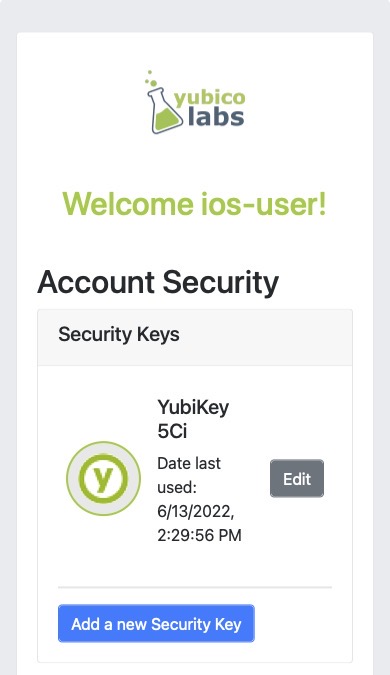 yubico
labs
Welcome ios-user!
Account Security
Security Keys
YubiKey
5Ci
Date last
used:
6/13/2022,
2:29:56 PM
y
Edit
Add a new Security Key